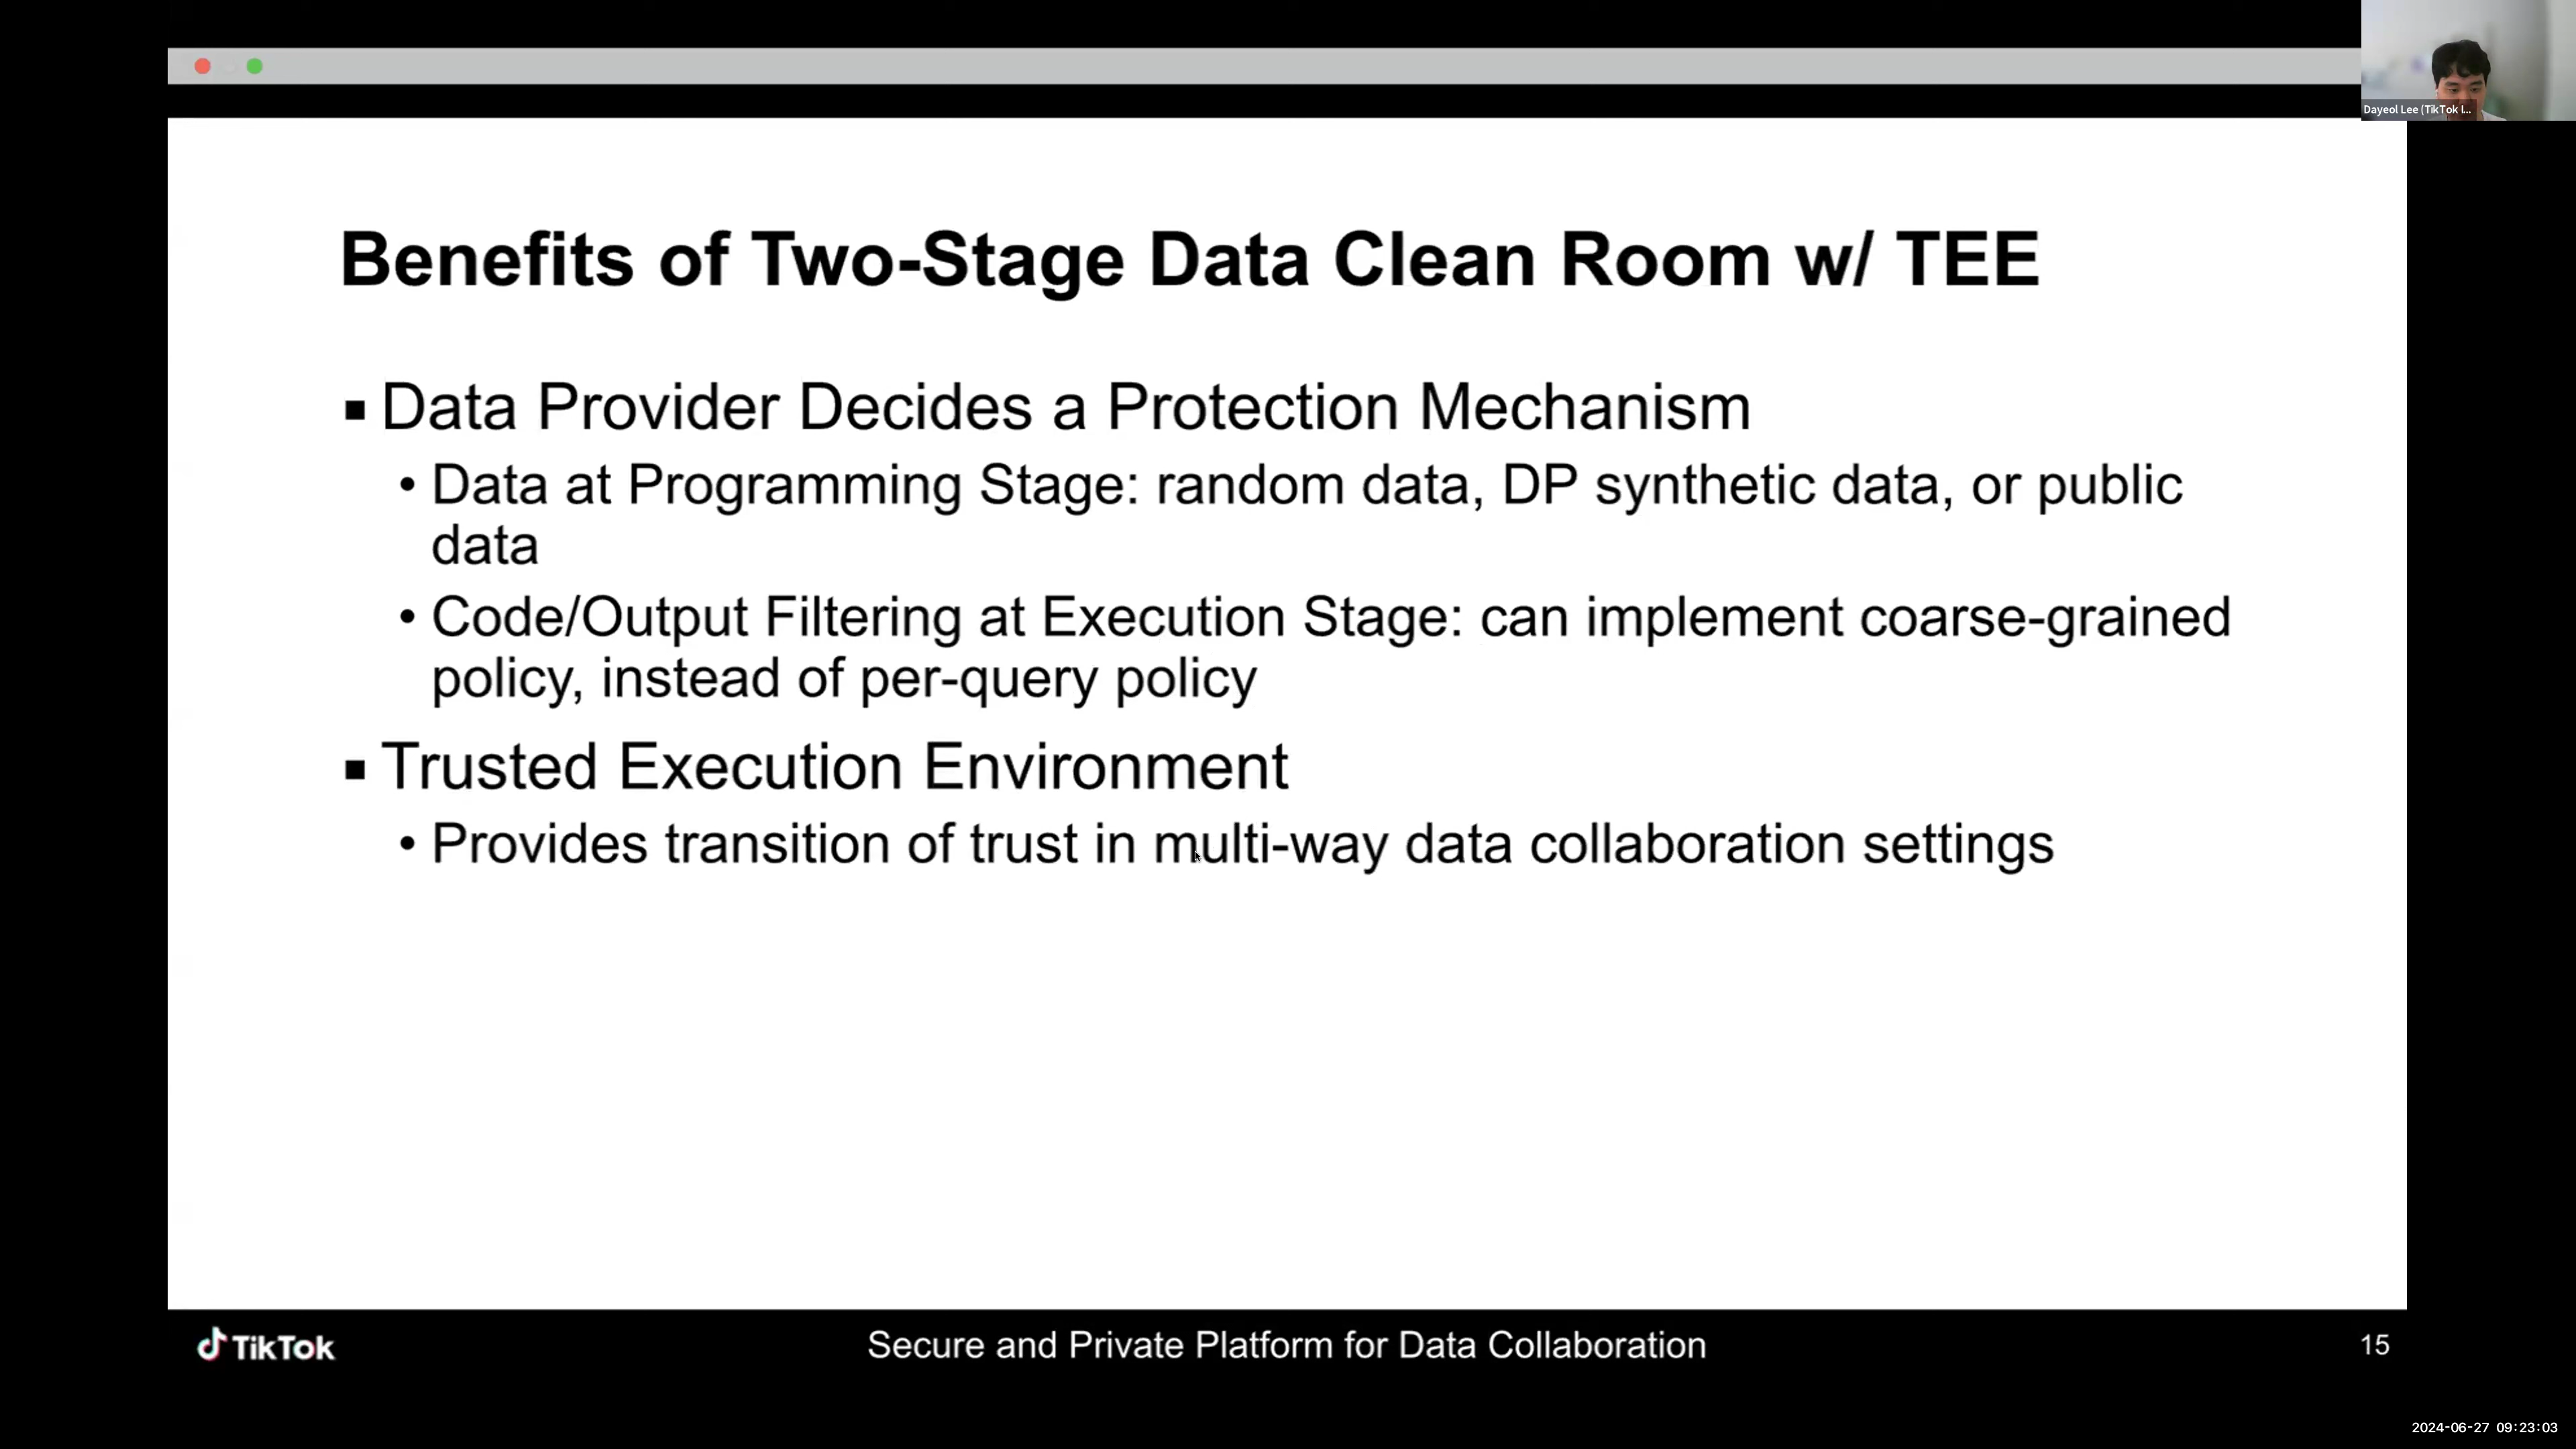 Dayeol Lee (TikTok I...
Benefits of Two-Stage Data Clean Room w/ TEE
▪ Data Provider Decides a Protection Mechanism
• Data at Programming Stage: random data, DP synthetic data, or public
data
• Code/Output Filtering at Execution Stage: can implement coarse-grained
policy, instead of per-query policy
▪ Trusted Execution Environment
• Provides transition of trust in multi-way data collaboration settings
TikTok
Secure and Private Platform for Data Collaboration
15
2024-06-27 09:23:03